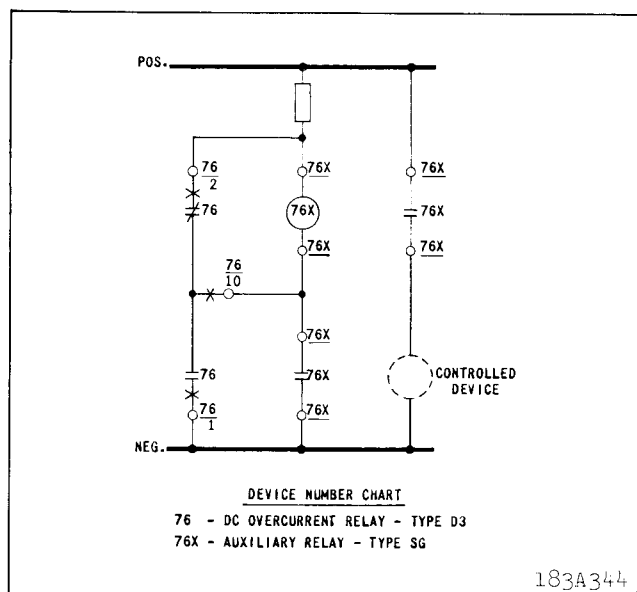 POS.
76
2
76X
76X
76
76X
76X
76X
76X
76
10
76X
76
76X
CONTROLLED
DEVICE
76
1
76X
NEG.
DEVICE NUMBER CHART
76 - DC OVERCURRENT RELAY - TYPE D3
76X - AUXILIARY RELAY - TYPE SG
183A344